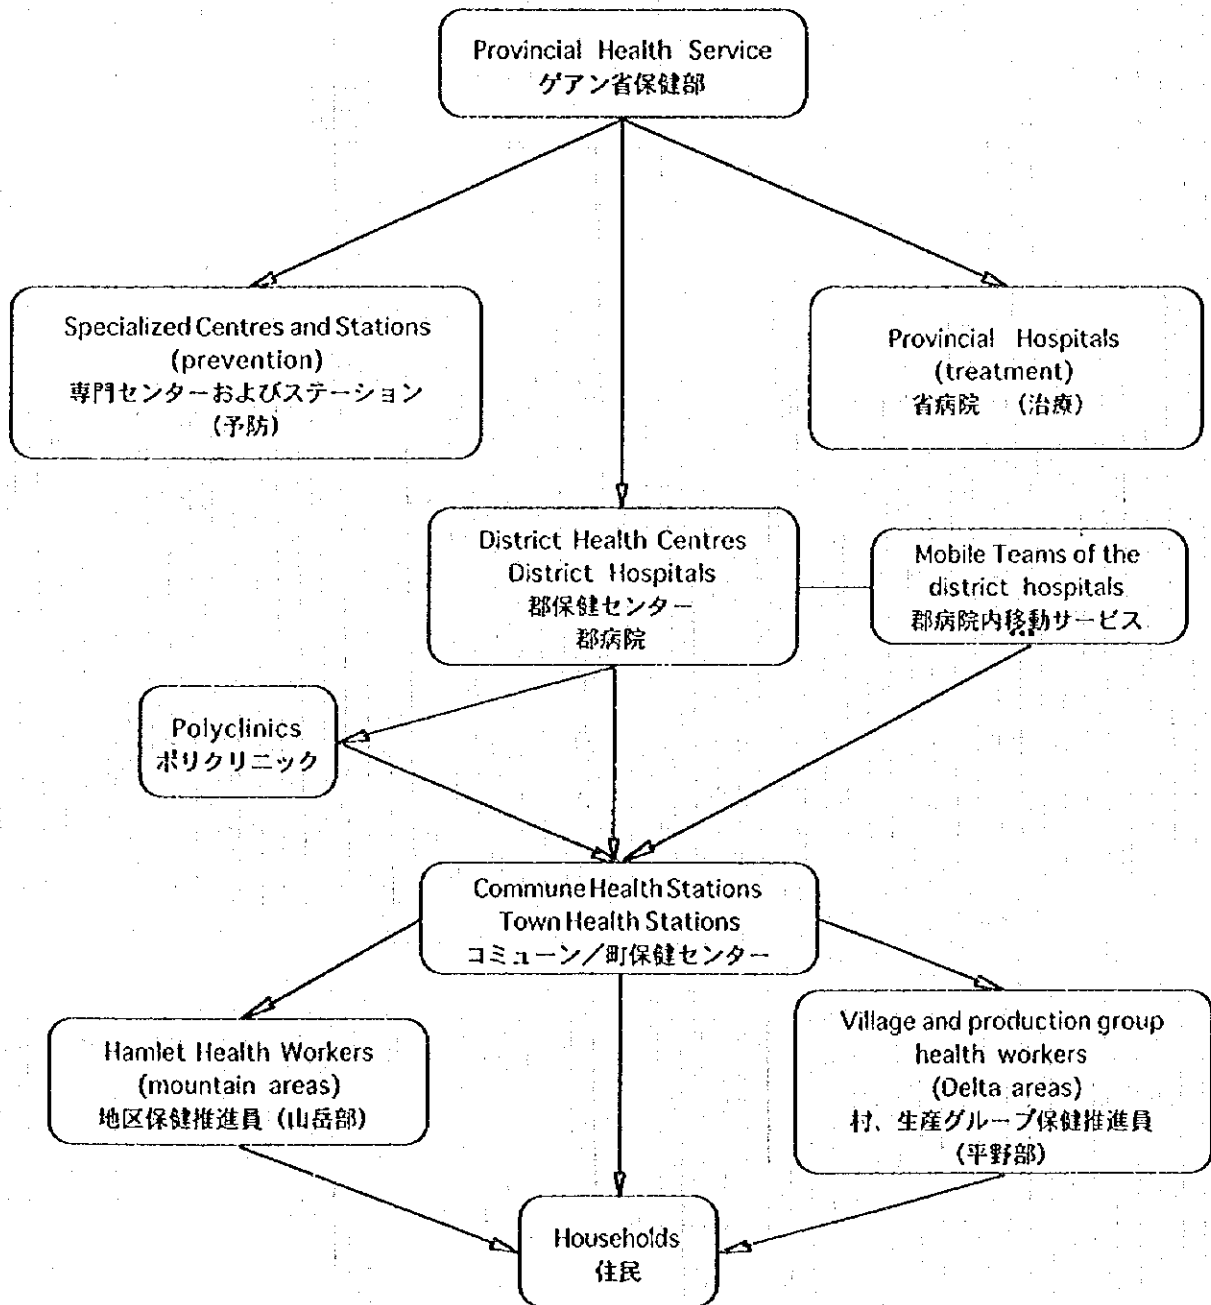 Provincial Health Service
ゲアン省保健部
Specialized Centres and Stations
(prevention)
専門センターおよびステーション
(予防)
Provincial Hospitals
(treatment)
省病院 (治療)
District Health Centres
District Hospitals
郡保健センター
郡病院
Mobile Teams of the
district hospitals
郡病院内移動サービス
Polyclinics
ポリクリニック
Commune Health Stations
Town Health Stations
コミューン/町保健センター
Hamlet Health Workers
(mountain areas)
地区保健推進員 (山岳部)
Village and production group
health workers
(Delta areas)
村、生産グループ保健推進員
(平野部)
Households
住民